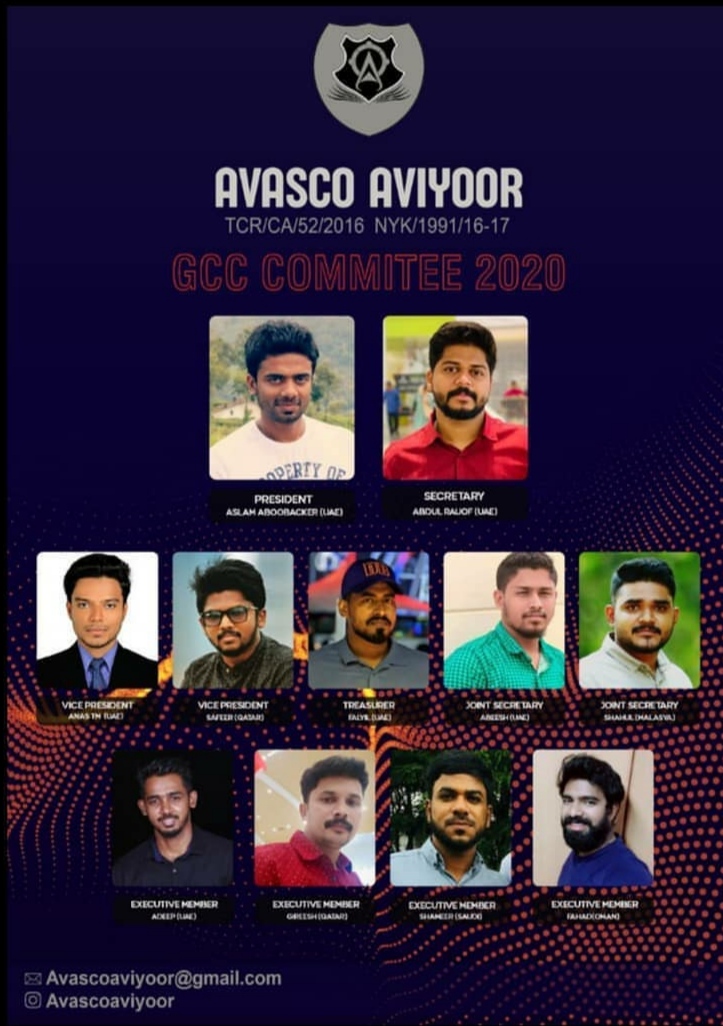 AVASCO AVIYOOR
TCR/CA/52/2016 NYK/1991/16-17
GCC COMMITEE 2020
PRESIDENT
ASLAM ABOOBACKER (UAE)
SECRETARY
ABDUL RAUOF (UAE)
VICE PRESIDENT
ANAS TM (UAE)
VICE PRESIDENT
SAFEER (QATAR)
TREASURER
(UAE)
JOINT SECRETARY
ABEESH (UAE)
JOINT SECRETARY
SHAHUL (MALASYA)
EXECUTIVE MEMBER
ADEEP (UAE)
EXECUTIVE MEMBER
GIREESH (QATAR)
EXECUTIVE MEMBER
SHAMEER (SAUDI)
EXECUTIVE MEMBER
FAHAD(OMAN)
Avascoaviyoor@gmail.com
Avascoaviyoor